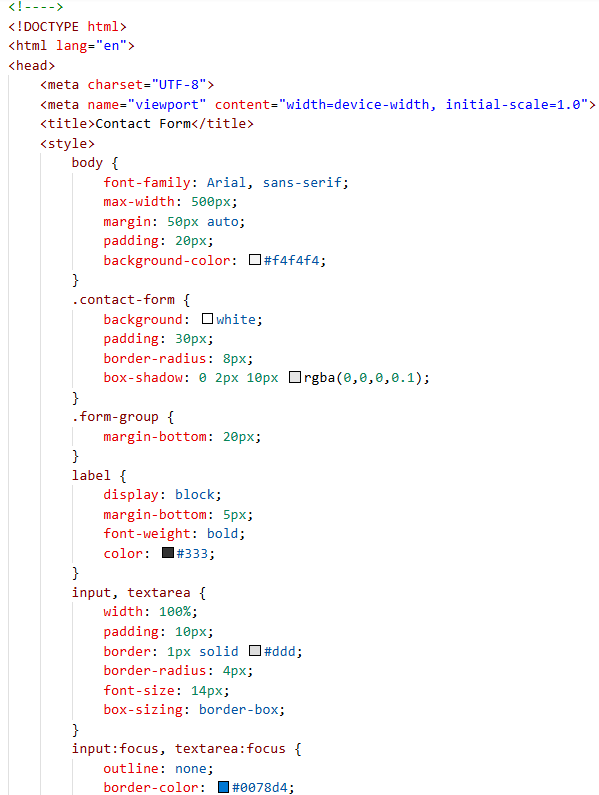 <!---->
<!DOCTYPE html>
<html lang="en">
<head>
    <meta charset="UTF-8">
    <meta name="viewport" content="width=device-width, initial-scale=1.0">
    <title>Contact Form</title>
    <style>
        body {
            font-family: Arial, sans-serif;
            max-width: 500px;
            margin: 50px auto;
            padding: 20px;
            background-color: #f4f4f4;
        }
        .contact-form {
            background: white;
            padding: 30px;
            border-radius: 8px;
            box-shadow: 0 2px 10px rgba(0,0,0,0.1);
        }
        .form-group {
            margin-bottom: 20px;
        }
        label {
            display: block;
            margin-bottom: 5px;
            font-weight: bold;
            color: #333;
        }
        input, textarea {
            width: 100%;
            padding: 10px;
            border: 1px solid #ddd;
            border-radius: 4px;
            font-size: 14px;
            box-sizing: border-box;
        }
        input:focus, textarea:focus {
            outline: none;
            border-color: #0078d4;